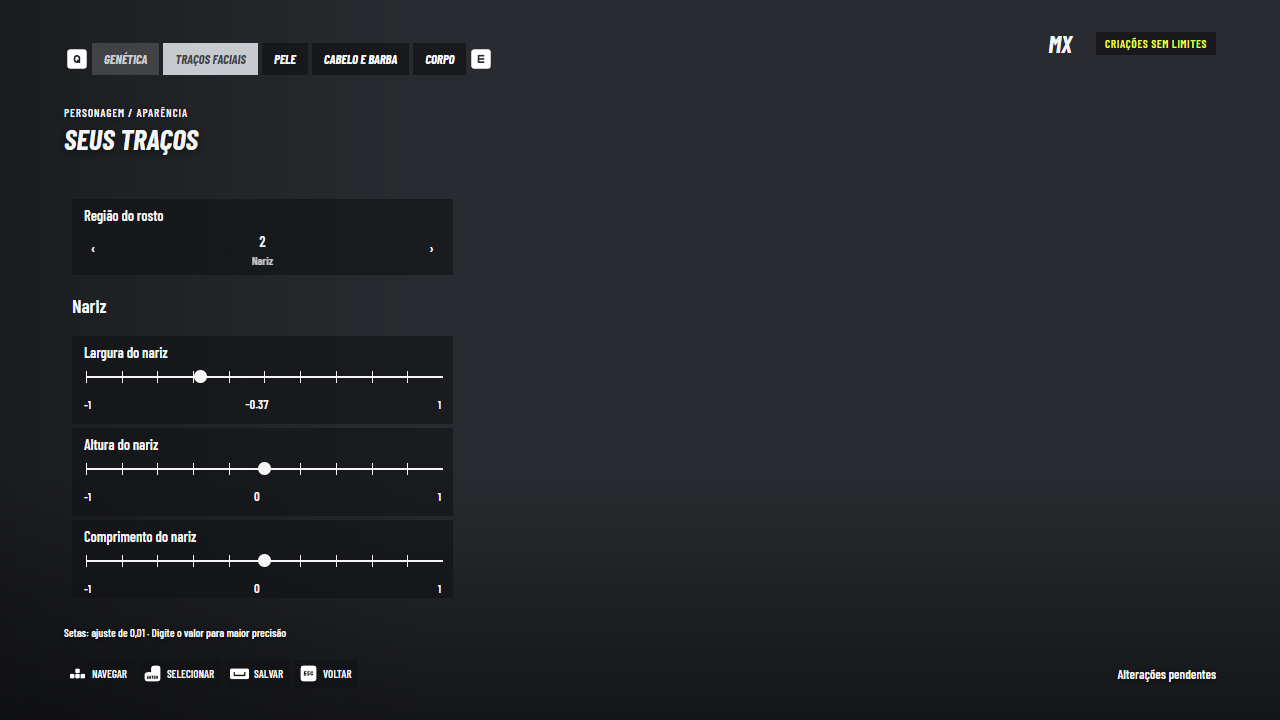 Q GENÉTICA TRAÇOS FACIAIS PELE CABELO E BARBA CORPO E
MX CRIAÇÕES SEM LIMITES
PERSONAGEM / APARÊNCIA
SEUS TRAÇOS
Região do rosto
‹ 2 ›
Nariz
Nariz
Largura do nariz
-1 -0.37 1
Altura do nariz
-1 0 1
Comprimento do nariz
-1 0 1
Setas: ajuste de 0,01 · Digite o valor para maior precisão
NAVEGAR ENTER SELECIONAR SALVAR ESC VOLTAR
Alterações pendentes